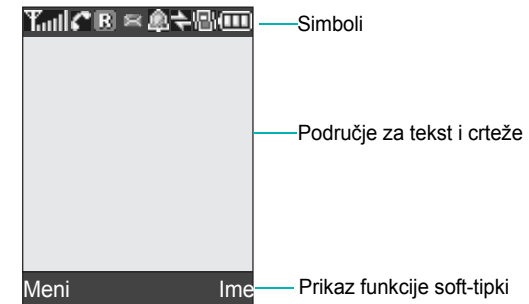 R
Simboli
Područje za tekst i crteže
Meni
Ime
Prikaz funkcije soft-tipki